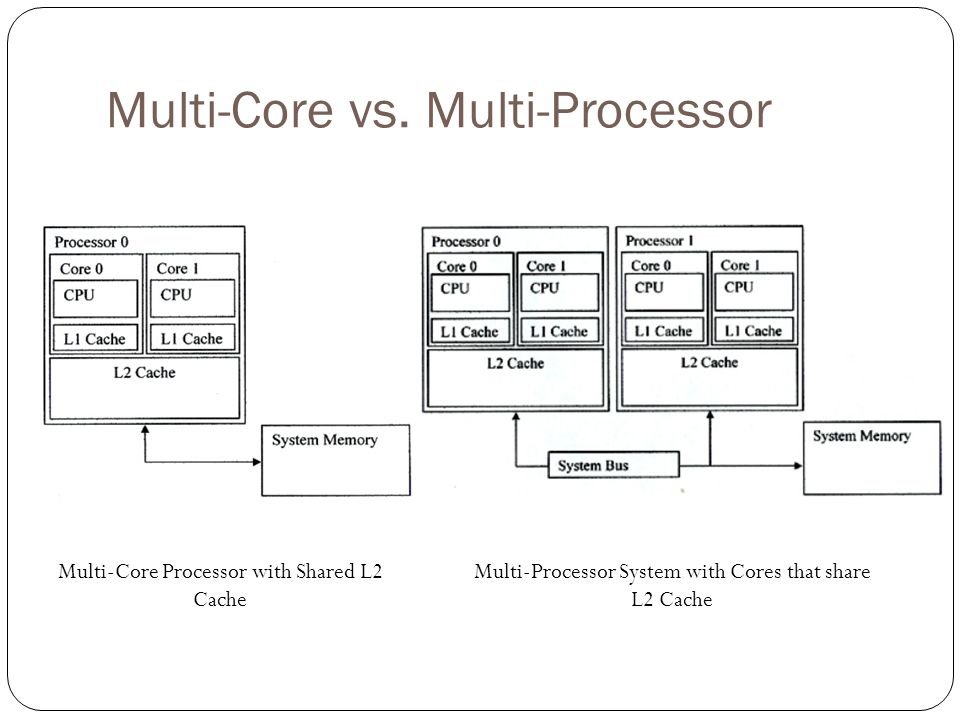 Multi-Core vs. Multi-Processor
Processor 0
Core 0
Core 1
CPU
CPU
L1 Cache
L1 Cache
L2 Cache
System Memory
Processor 0
Core 0
Core 1
CPU
CPU
L1 Cache
L1 Cache
L2 Cache
Processor 1
Core 0
Core 1
CPU
CPU
L1 Cache
L1 Cache
L2 Cache
System Bus
System Memory
Multi-Core Processor with Shared L2
Cache
Multi-Processor System with Cores that share
L2 Cache